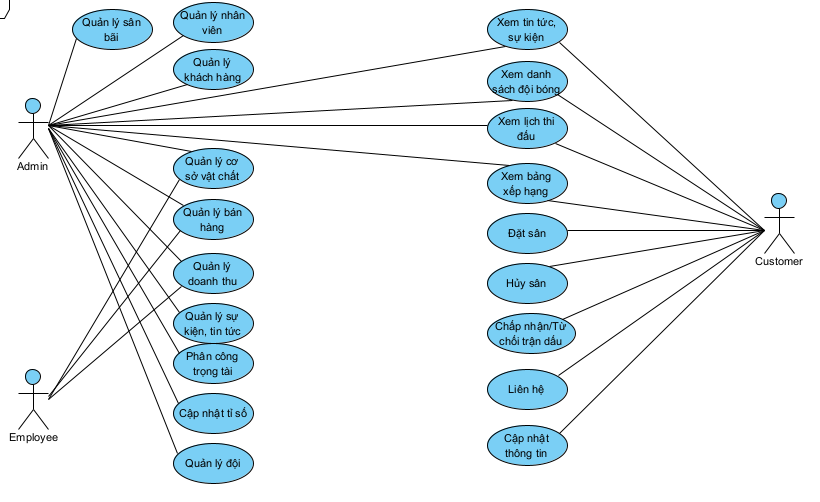 Quản lý sân
bãi
Quản lý nhân
viên
Quản lý
khách hàng
Admin
Quản lý cơ
sở vật chất
Quản lý bán
hàng
Quản lý
doanh thu
Quản lý sự
kiện, tin tức
Phân công
trọng tài
Cập nhật tỉ số
Quản lý đội
Employee
Xem tin tức,
sự kiện
Xem danh
sách đội bóng
Xem lịch thi
đấu
Xem bảng
xếp hạng
Đặt sân
Hủy sân
Chấp nhận/Từ
chối trận dấu
Liên hệ
Cập nhật
thông tin
Customer